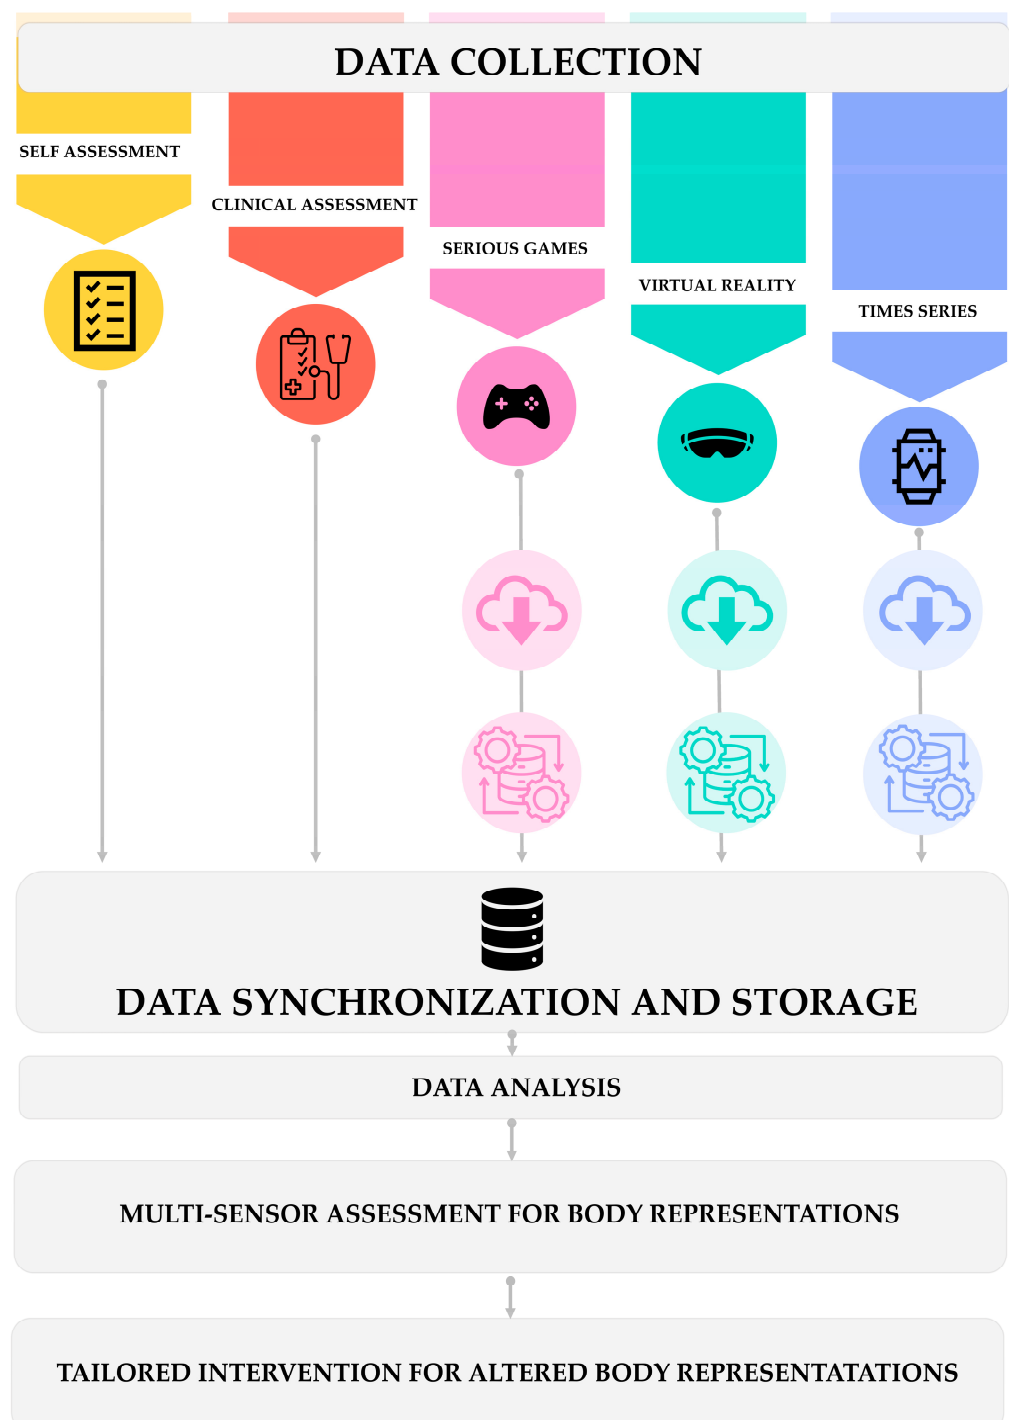 DATA COLLECTION
SELF ASSESSMENT
CLINICAL ASSESSMENT
SERIOUS GAMES
VIRTUAL REALITY
TIMES SERIES
DATA SYNCHRONIZATION AND STORAGE
DATA ANALYSIS
MULTI-SENSOR ASSESSMENT FOR BODY REPRESENTATIONS
TAILORED INTERVENTION FOR ALTERED BODY REPRESENTATATIONS